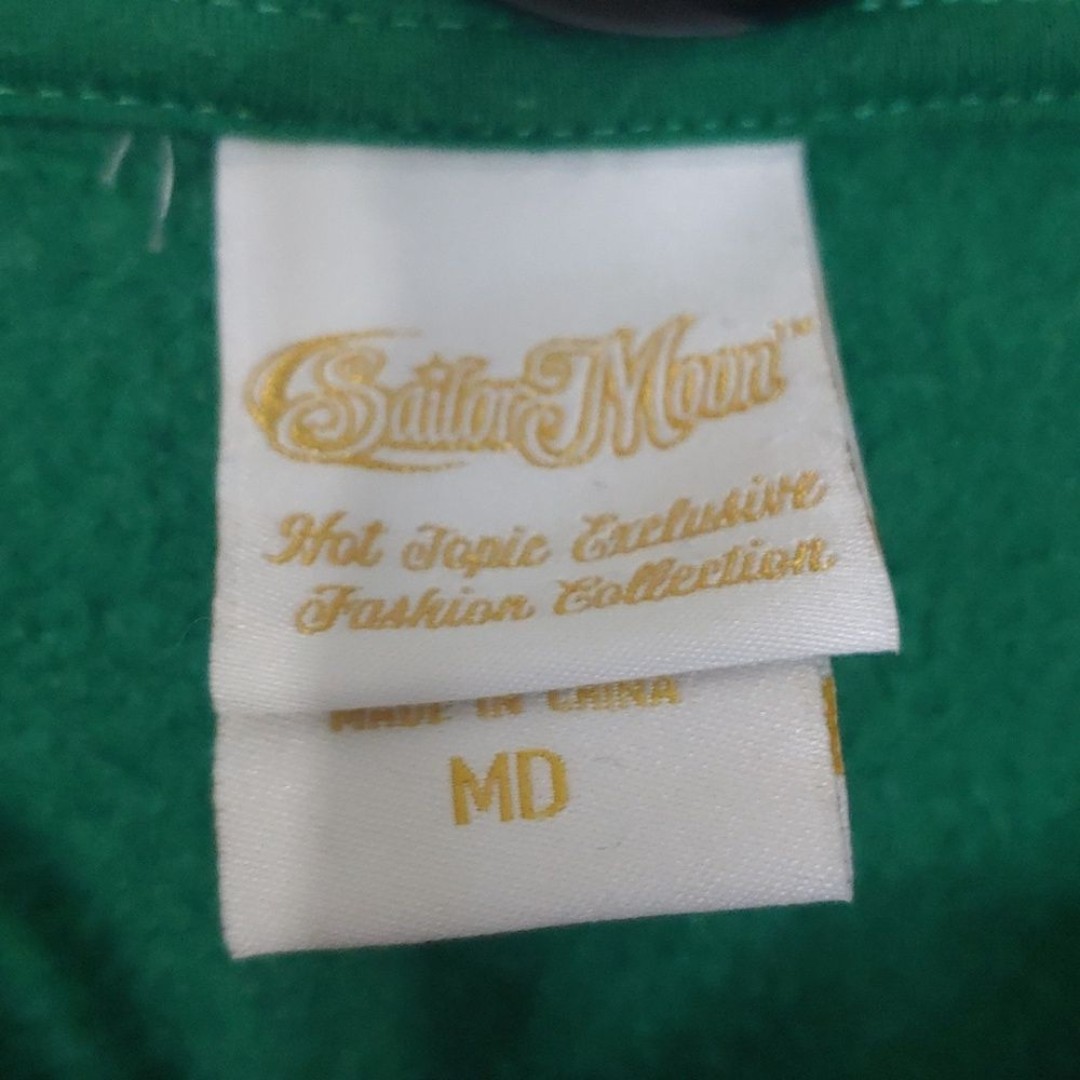 Sailor Moon™
Hot Topic Exclusive
Fashion Collection
MADE IN CHINA
MD